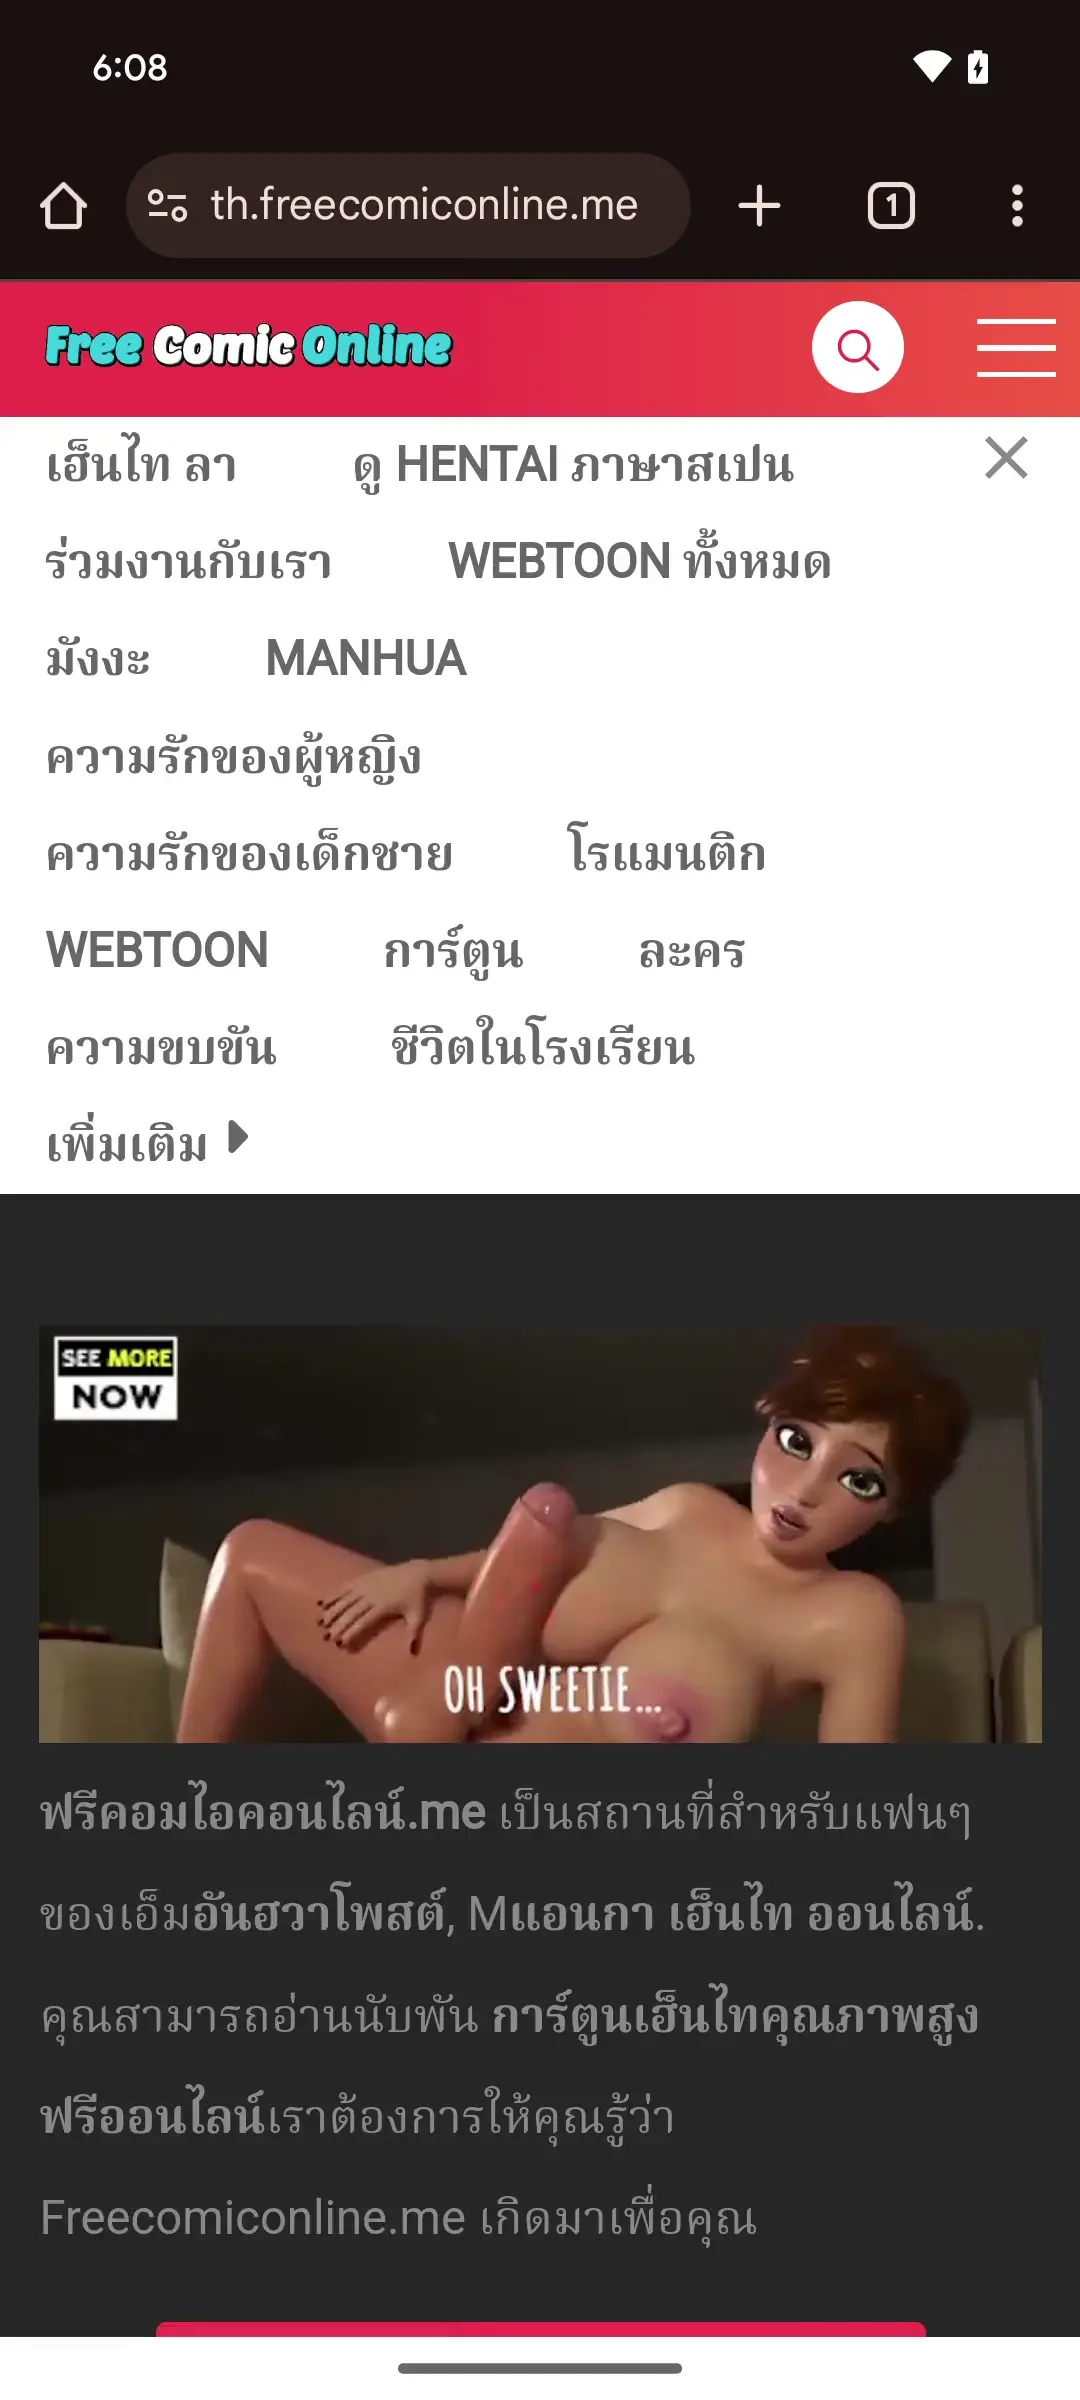 6:08
th.freecomiconline.me
1
Free Comic Online
เฮ็นไท ลา
ดู HENTAI ภาษาสเปน
ร่วมงานกับเรา
WEBTOON ทั้งหมด
มังงะ
MANHUA
ความรักของผู้หญิง
ความรักของเด็กชาย
โรแมนติก
WEBTOON
การ์ตูน
ละคร
ความขบขัน
ชีวิตในโรงเรียน
เพิ่มเติม
SEE MORE
NOW
OH SWEETIE...
ฟรีคอมไอคอนไลน์.me เป็นสถานที่สำหรับแฟนๆ
ของเอ็มอันฮวาโพสต์, Mแอนกา เฮ็นไท ออนไลน์.
คุณสามารถอ่านนับพัน การ์ตูนเฮ็นไทคุณภาพสูง
ฟรีออนไลน์เราต้องการให้คุณรู้ว่า
Freecomiconline.me เกิดมาเพื่อคุณ